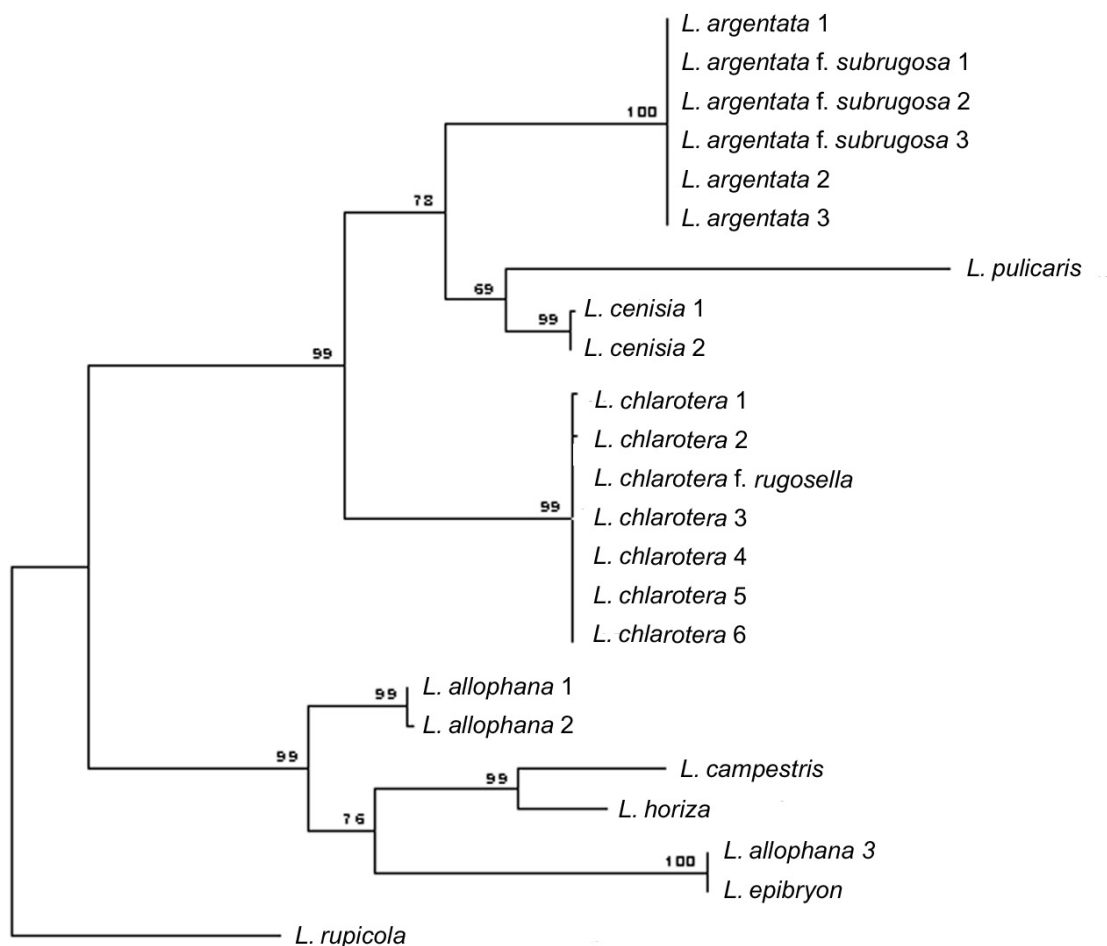 L. argentata 1
L. argentata f. subrugosa 1
L. argentata f. subrugosa 2
100
L. argentata f. subrugosa 3
L. argentata 2
78
L. argentata 3
L. pulicaris
69
L. cenisia 1
99
L. cenisia 2
99
L. chlarotera 1
L. chlarotera 2
L. chlarotera f. rugosella
99
L. chlarotera 3
L. chlarotera 4
L. chlarotera 5
L. chlarotera 6
99
L. allophana 1
L. allophana 2
99
L. campestris
99
L. horiza
76
L. allophana 3
100
L. epibryon
L. rupicola